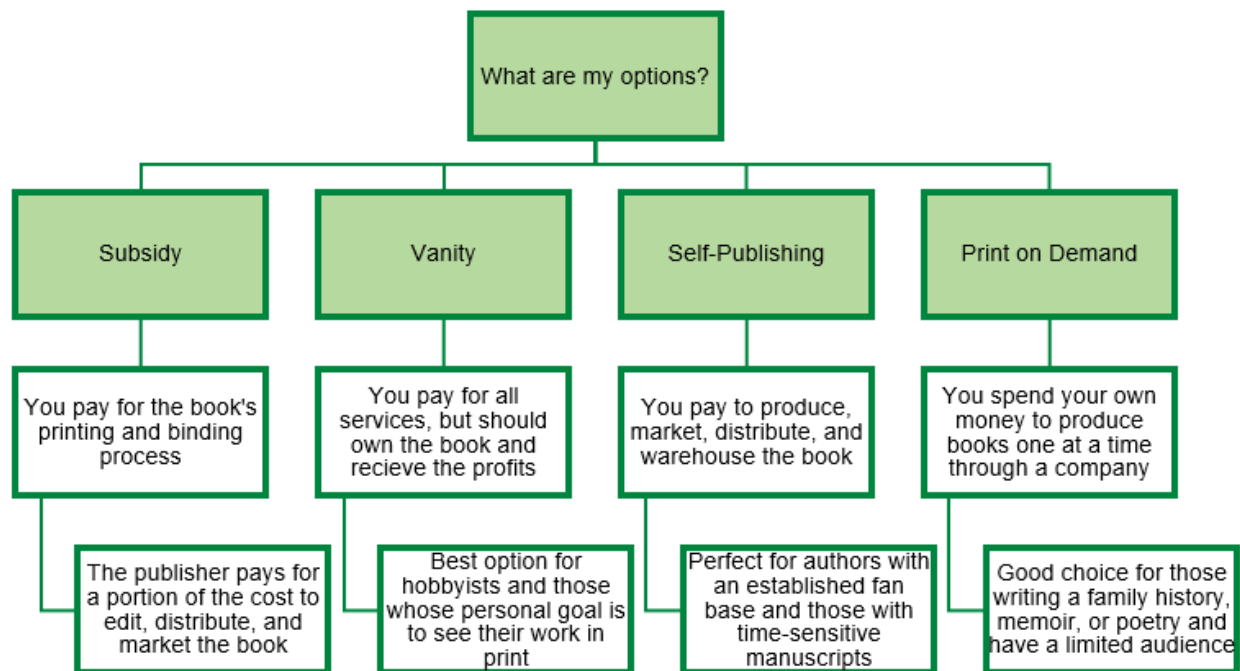 What are my options?
Subsidy
Vanity
Self-Publishing
Print on Demand
You pay for the book's
printing and binding
process
You pay for all
services, but should
own the book and
recieve the profits
You pay to produce,
market, distribute, and
warehouse the book
You spend your own
money to produce
books one at a time
through a company
The publisher pays for
a portion of the cost to
edit, distribute, and
market the book
Best option for
hobbyists and those
whose personal goal is
to see their work in
print
Perfect for authors with
an established fan
base and those with
time-sensitive
manuscripts
Good choice for those
writing a family history,
memoir, or poetry and
have a limited audience